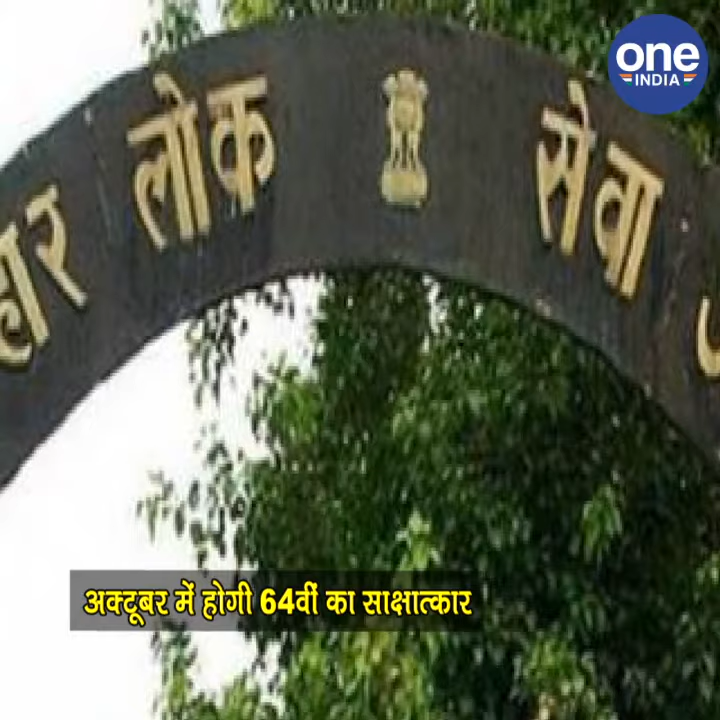 one
INDIA
हार लोक सेवा
अक्टूबर में होगी 64वीं का साक्षात्कार